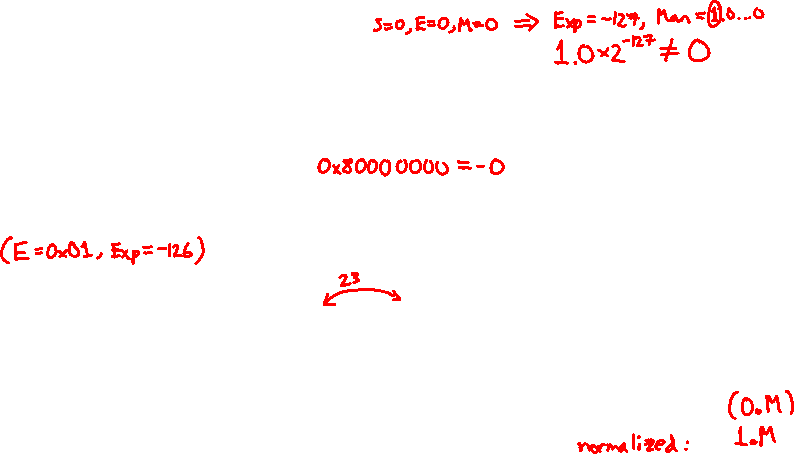 S=0, E=0, M=0 ⇒ Exp = -127, Man = 1.0...0
1.0×2^-127 ≠ 0
0x80000000 = -0
(E = 0x01, Exp = -126)
23
(0.M)
normalized: 1.M